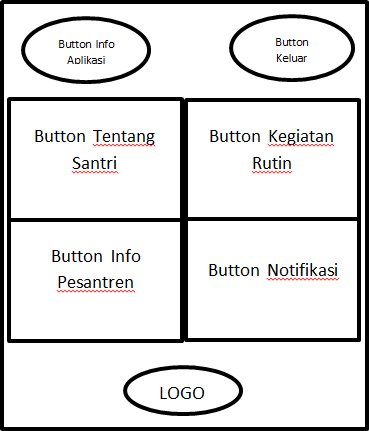 Button Info
Aplikasi
Button
Keluar
Button Tentang
Santri
Button Kegiatan
Rutin
Button Info
Pesantren
Button Notifikasi
LOGO